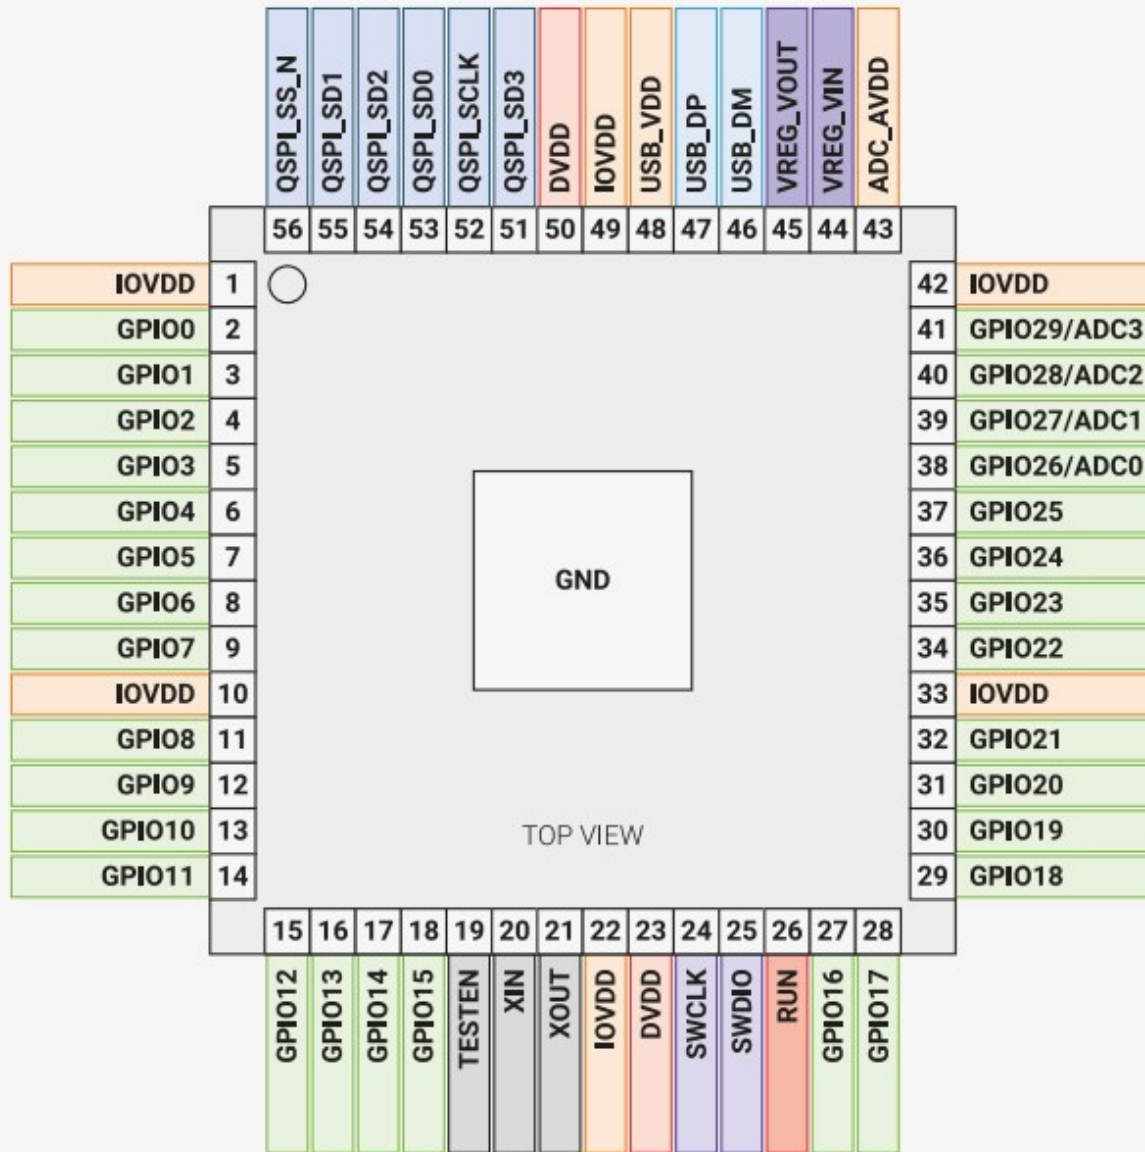 QSPI_SS_N QSPI_SD1 QSPI_SD2 QSPI_SD0 QSPI_SCLK QSPI_SD3 DVDD IOVDD USB_VDD USB_DP USB_DM VREG_VOUT VREG_VIN ADC_AVDD
56 55 54 53 52 51 50 49 48 47 46 45 44 43
IOVDD 1 42 IOVDD
GPIO0 2 41 GPIO29/ADC3
GPIO1 3 40 GPIO28/ADC2
GPIO2 4 39 GPIO27/ADC1
GPIO3 5 38 GPIO26/ADC0
GPIO4 6 37 GPIO25
GPIO5 7 36 GPIO24
GND
GPIO6 8 35 GPIO23
GPIO7 9 34 GPIO22
IOVDD 10 33 IOVDD
GPIO8 11 32 GPIO21
GPIO9 12 31 GPIO20
GPIO10 13 TOP VIEW 30 GPIO19
GPIO11 14 29 GPIO18
15 16 17 18 19 20 21 22 23 24 25 26 27 28
GPIO12 GPIO13 GPIO14 GPIO15 TESTEN XIN XOUT IOVDD DVDD SWCLK SWDIO RUN GPIO16 GPIO17